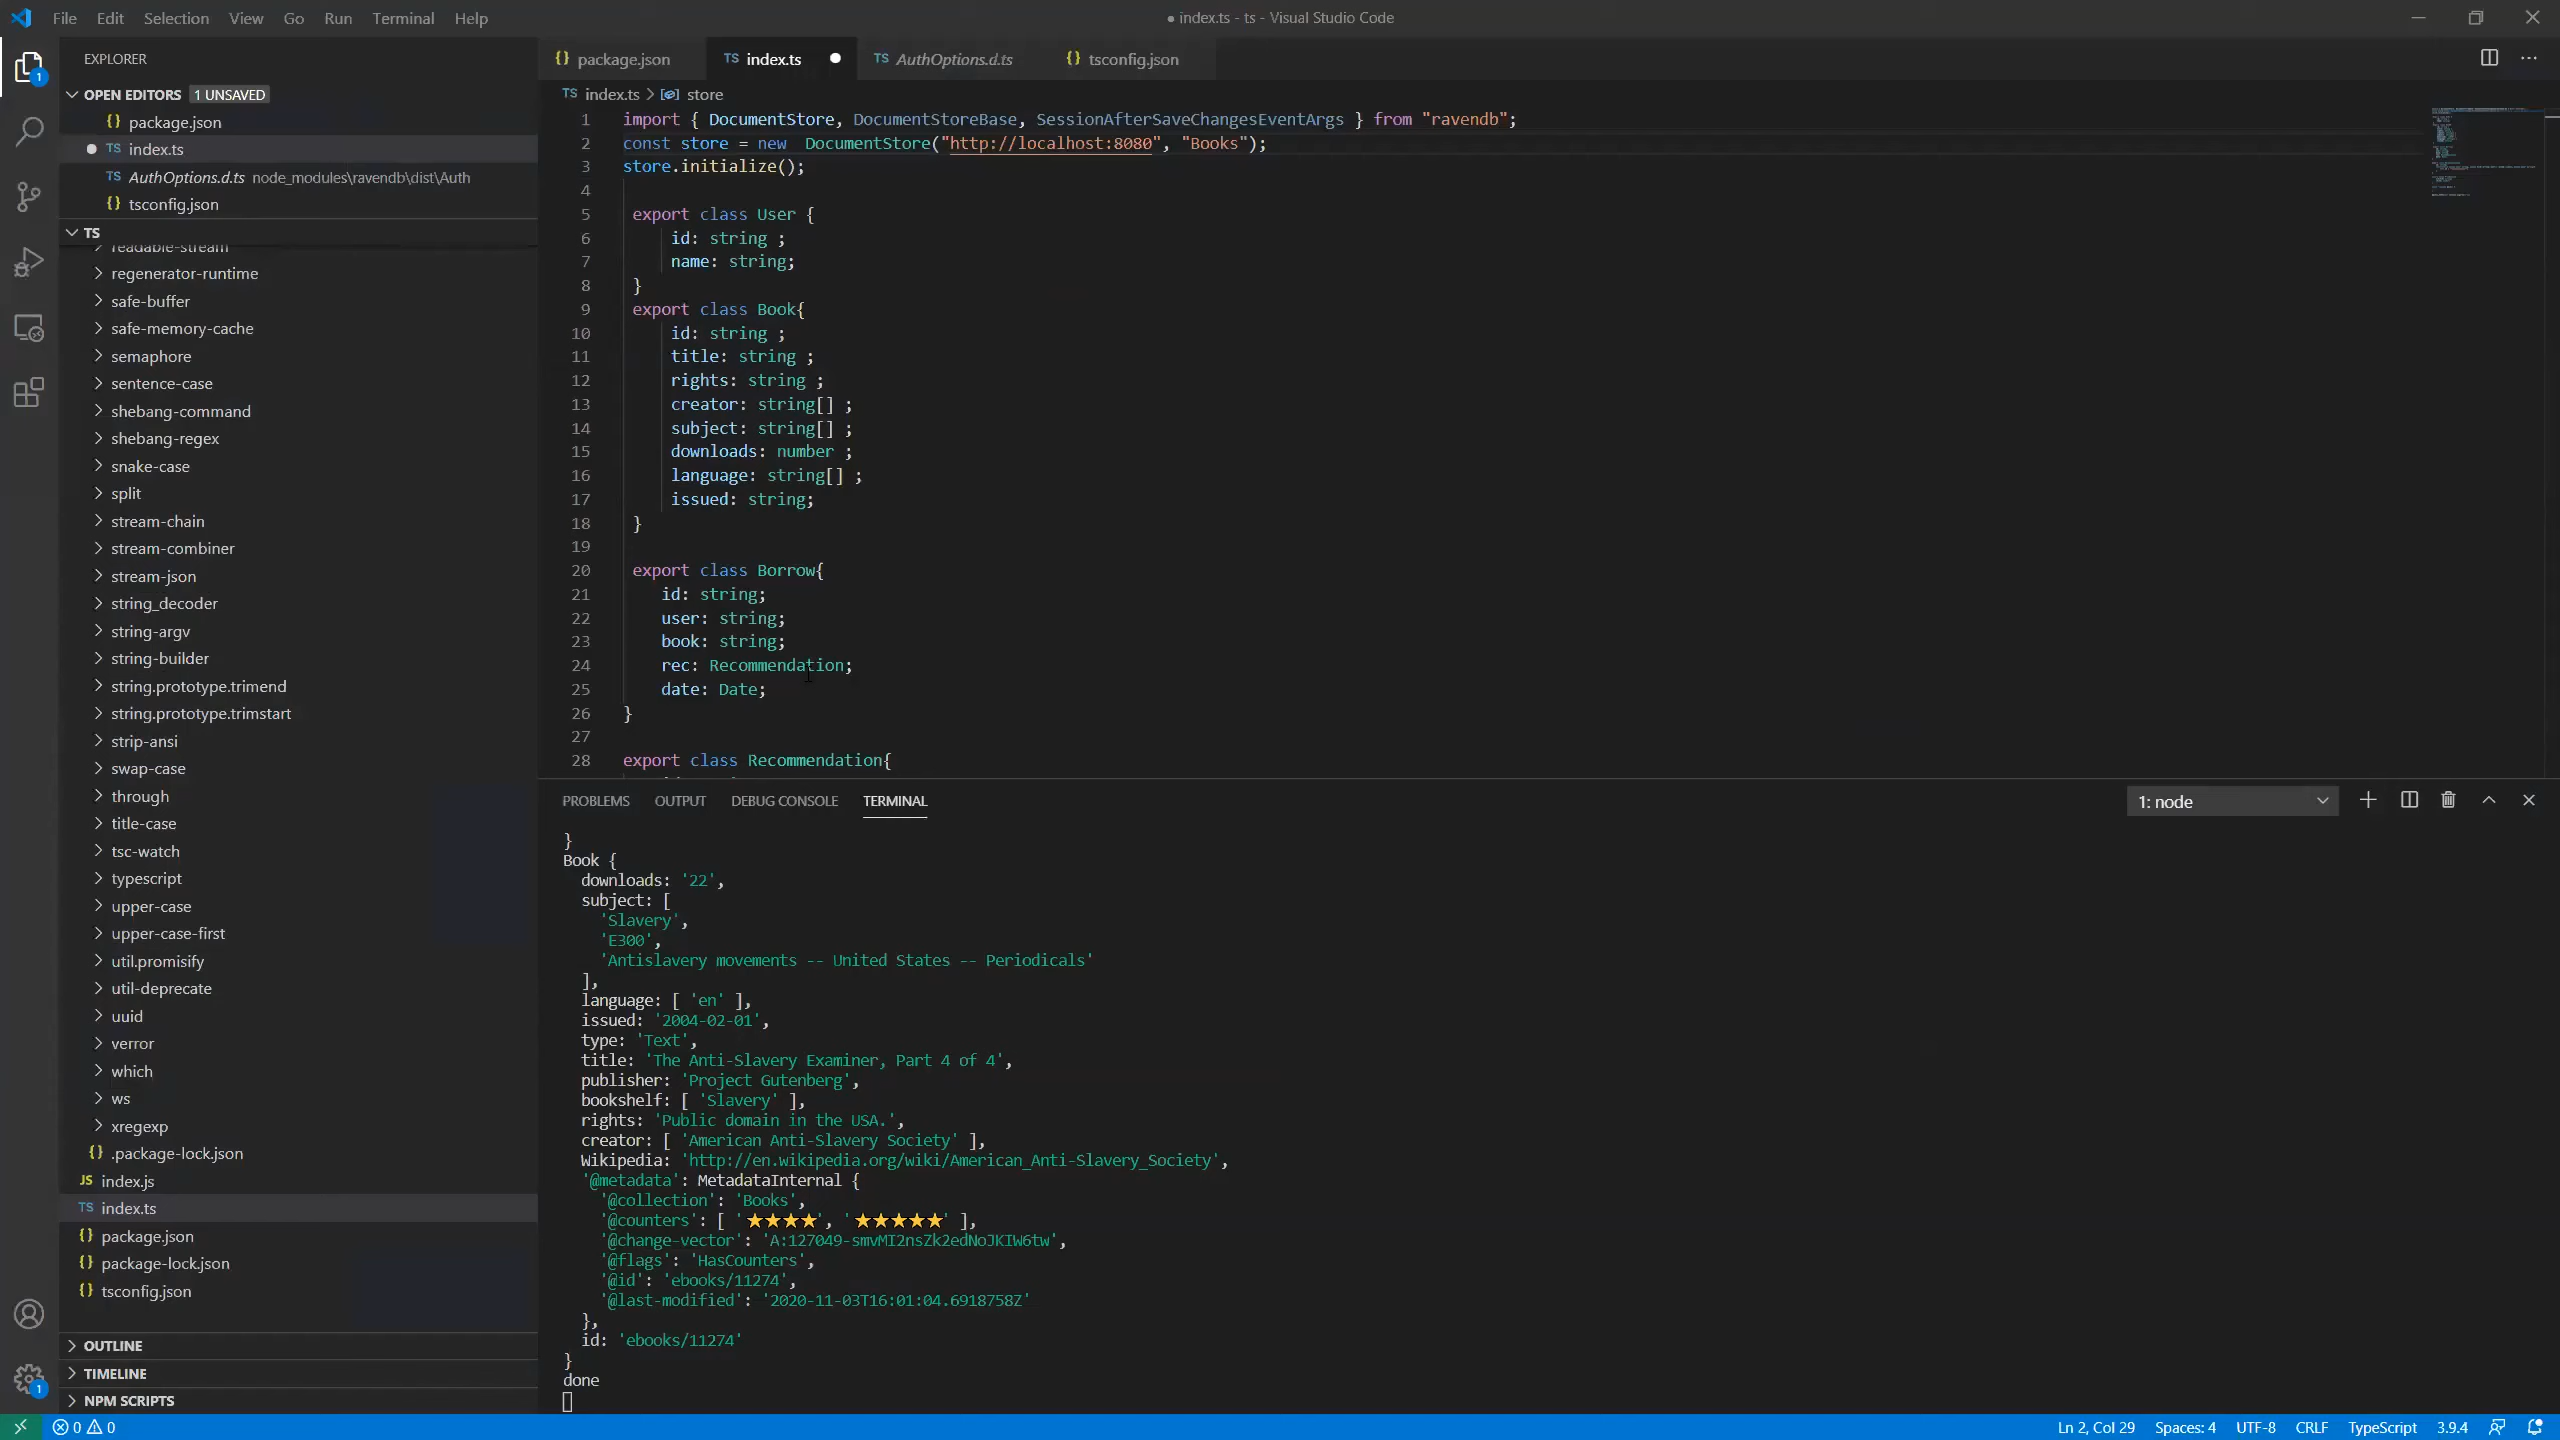 File Edit Selection View Go Run Terminal Help
● index.ts - ts - Visual Studio Code
EXPLORER
OPEN EDITORS 1 UNSAVED
{} package.json
● TS index.ts
TS AuthOptions.d.ts node_modules\ravendb\dist\Auth
{} tsconfig.json
TS
readable-stream
regenerator-runtime
safe-buffer
safe-memory-cache
semaphore
sentence-case
shebang-command
shebang-regex
snake-case
split
stream-chain
stream-combiner
stream-json
string_decoder
string-argv
string-builder
string.prototype.trimend
string.prototype.trimstart
strip-ansi
swap-case
through
title-case
tsc-watch
typescript
upper-case
upper-case-first
util.promisify
util-deprecate
uuid
verror
which
ws
xregexp
{} .package-lock.json
JS index.js
TS index.ts
{} package.json
{} package-lock.json
{} tsconfig.json
OUTLINE
TIMELINE
NPM SCRIPTS
{} package.json TS index.ts ● TS AuthOptions.d.ts {} tsconfig.json
TS index.ts > store
1 import { DocumentStore, DocumentStoreBase, SessionAfterSaveChangesEventArgs } from "ravendb";
2 const store = new  DocumentStore("http://localhost:8080", "Books");
3 store.initialize();
4
5 export class User {
6 id: string ;
7 name: string;
8 }
9 export class Book{
10 id: string ;
11 title: string ;
12 rights: string ;
13 creator: string[] ;
14 subject: string[] ;
15 downloads: number ;
16 language: string[] ;
17 issued: string;
18 }
19
20 export class Borrow{
21 id: string;
22 user: string;
23 book: string;
24 rec: Recommendation;
25 date: Date;
26 }
27
28 export class Recommendation{
PROBLEMS OUTPUT DEBUG CONSOLE TERMINAL
1: node
}
Book {
downloads: '22',
subject: [
'Slavery',
'E300',
'Antislavery movements -- United States -- Periodicals'
],
language: [ 'en' ],
issued: '2004-02-01',
type: 'Text',
title: 'The Anti-Slavery Examiner, Part 4 of 4',
publisher: 'Project Gutenberg',
bookshelf: [ 'Slavery' ],
rights: 'Public domain in the USA.',
creator: [ 'American Anti-Slavery Society' ],
Wikipedia: 'http://en.wikipedia.org/wiki/American_Anti-Slavery_Society',
'@metadata': MetadataInternal {
'@collection': 'Books',
'@counters': [ '★★★★', '★★★★★' ],
'@change-vector': 'A:127049-smvMI2nsZk2edNoJKIW6tw',
'@flags': 'HasCounters',
'@id': 'ebooks/11274',
'@last-modified': '2020-11-03T16:01:04.6918758Z'
},
id: 'ebooks/11274'
}
done
0 0
Ln 2, Col 29 Spaces: 4 UTF-8 CRLF TypeScript 3.9.4